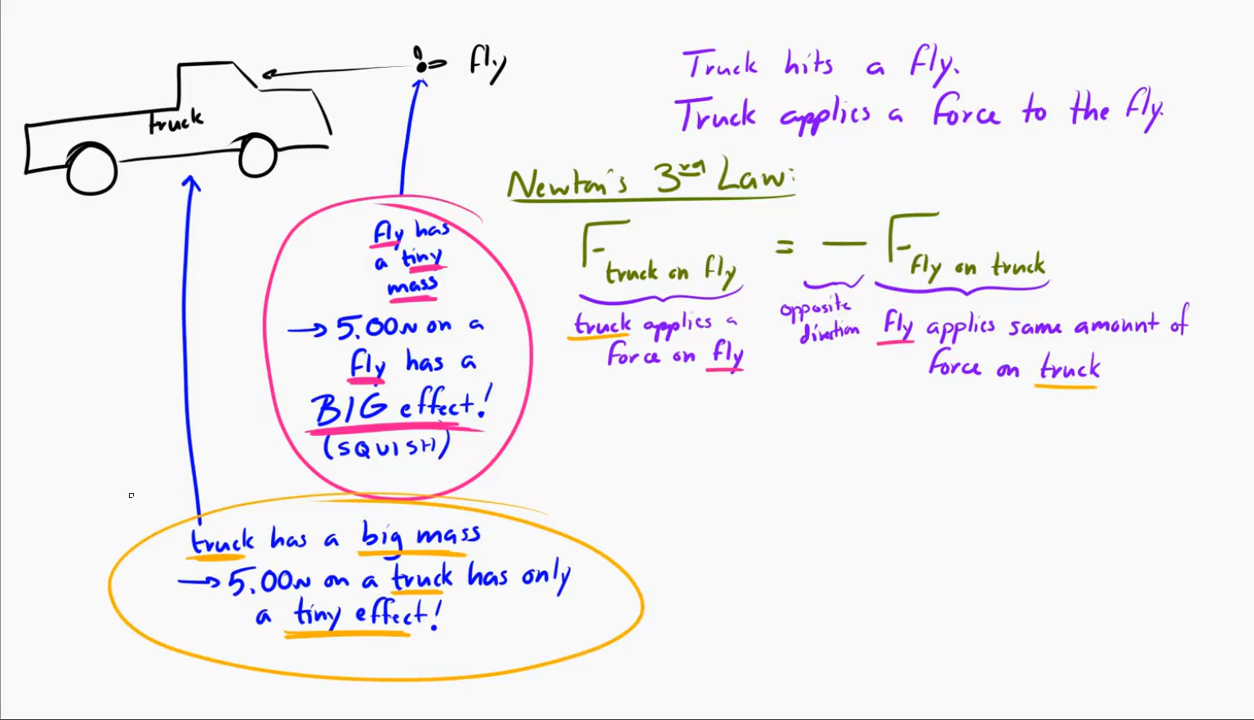 truck
fly
Truck hits a fly.
Truck applies a force to the fly.
Newton's 3rd Law:
F truck on fly = - F fly on truck
truck applies a
force on fly
opposite
direction
fly applies same amount of
force on truck
fly has
a tiny
mass
→ 5.00N on a
fly has a
BIG effect!
(SQUISH)
truck has a big mass
→ 5.00N on a truck has only
a tiny effect!